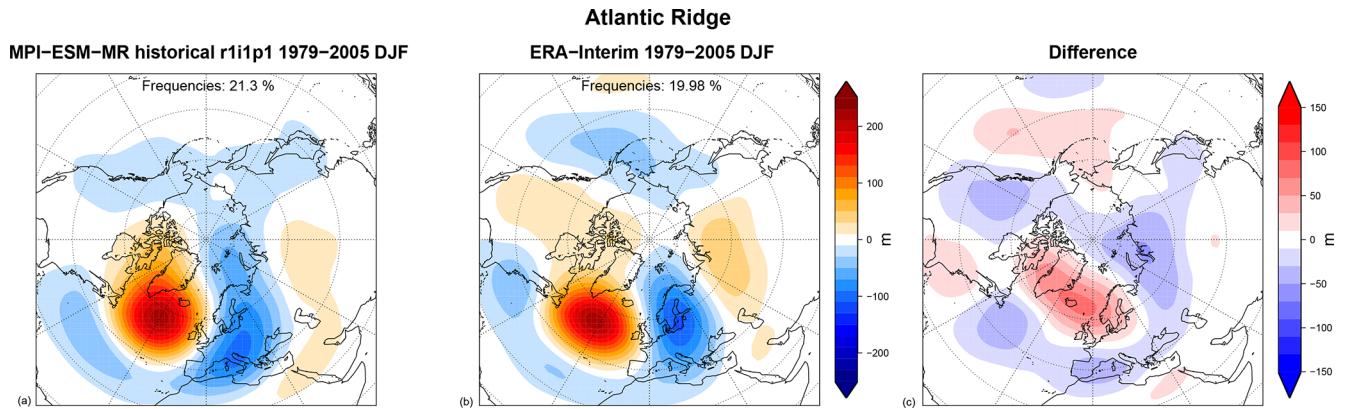 Atlantic Ridge
MPI−ESM−MR historical r1i1p1 1979−2005 DJF
ERA−Interim 1979−2005 DJF
Difference
Frequencies: 21.3 %
Frequencies: 19.98 %
200
100
0
−100
−200
m
150
100
50
0
−50
−100
−150
m
(a)
(b)
(c)